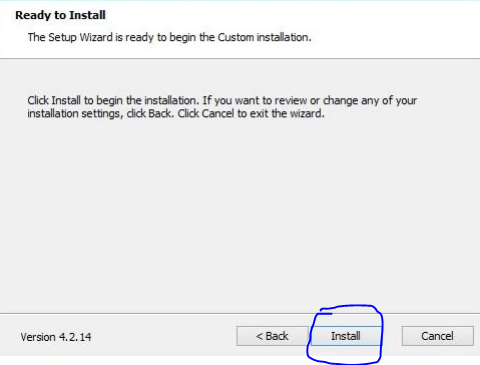 Ready to Install
The Setup Wizard is ready to begin the Custom installation.
Click Install to begin the installation. If you want to review or change any of your
installation settings, click Back. Click Cancel to exit the wizard.
Version 4.2.14
< Back
Install
Cancel